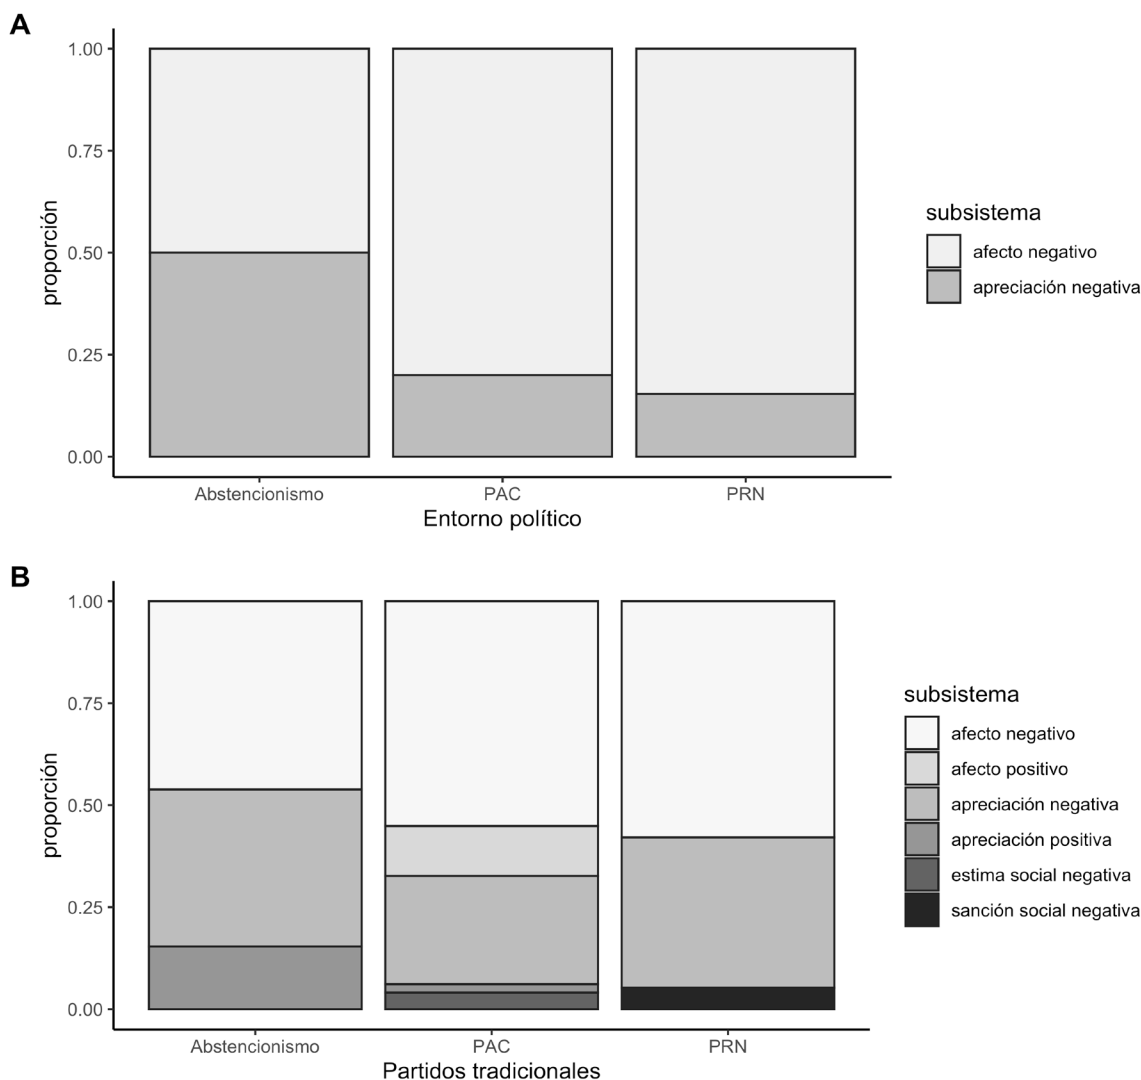 A
1.00
0.75
0.50
0.25
0.00
proporción
Abstencionismo PAC PRN
Entorno político
subsistema
afecto negativo
apreciación negativa
B
1.00
0.75
0.50
0.25
0.00
proporción
Abstencionismo PAC PRN
Partidos tradicionales
subsistema
afecto negativo
afecto positivo
apreciación negativa
apreciación positiva
estima social negativa
sanción social negativa